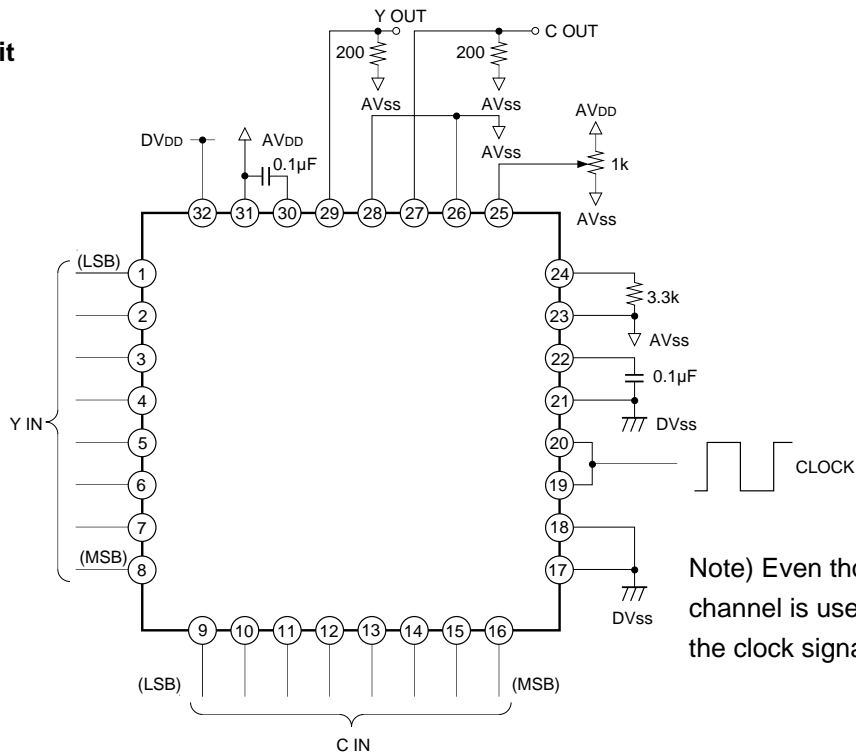 it
Y OUT
C OUT
200
200
AVss
AVss
AVDD
DVDD
AVDD
AVss
0.1μF
1k
AVss
32
31
30
29
28
27
26
25
(LSB)
1
2
3
4
5
6
7
(MSB)
8
Y IN
24
3.3k
23
AVss
22
0.1μF
21
DVss
20
CLOCK
19
18
17
DVss
Note) Even tho
channel is use
the clock signa
9
10
11
12
13
14
15
16
(LSB)
(MSB)
C IN